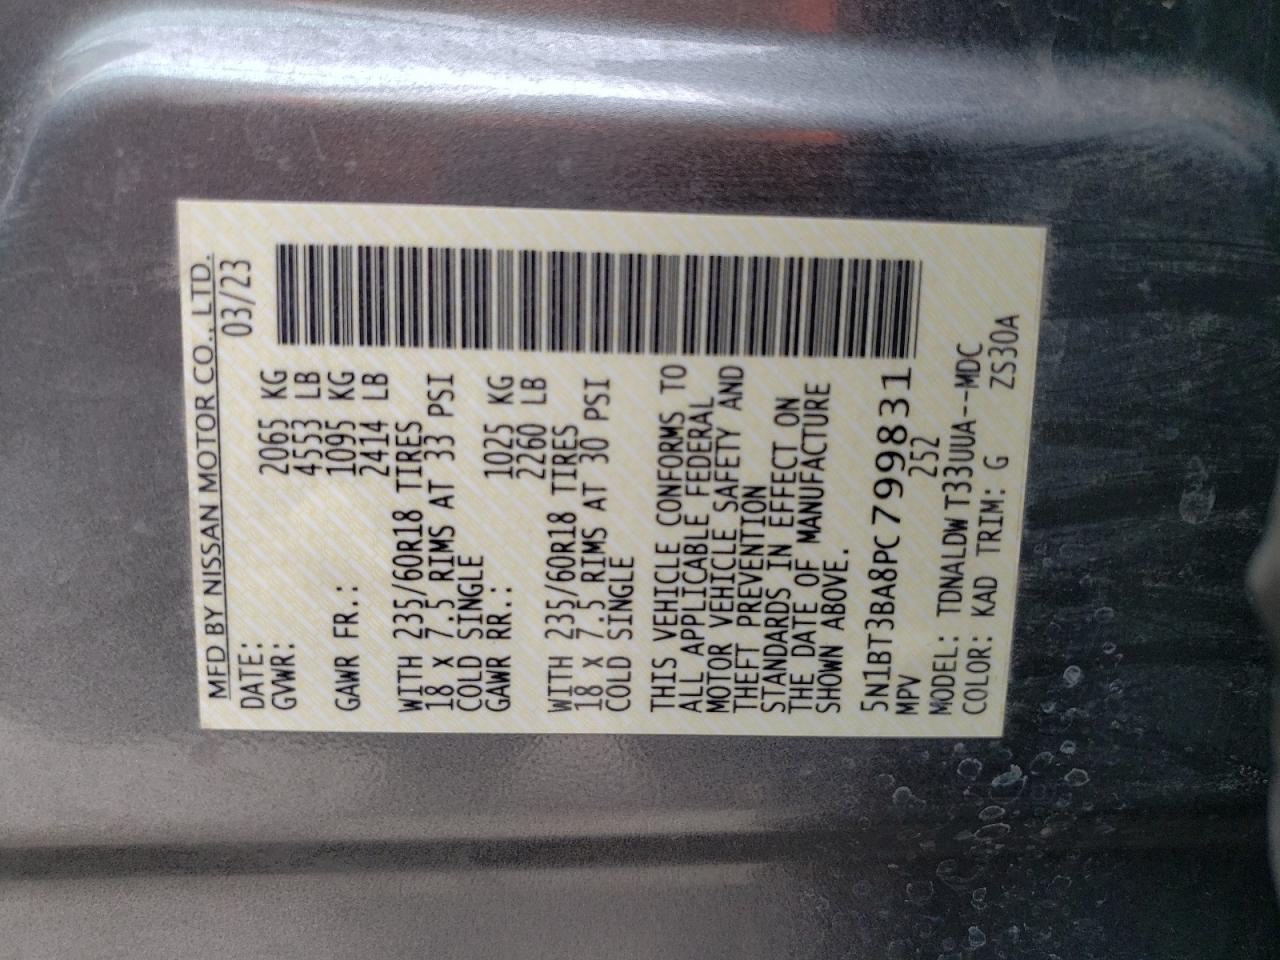 MFD BY NISSAN MOTOR CO., LTD.
DATE: 03/23
GVWR: 2065 KG
4553 LB
GAWR FR.: 1095 KG
2414 LB
WITH 235/60R18 TIRES
18 X 7.5 RIMS AT 33 PSI
COLD SINGLE
GAWR RR.: 1025 KG
2260 LB
WITH 235/60R18 TIRES
18 X 7.5 RIMS AT 30 PSI
COLD SINGLE
THIS VEHICLE CONFORMS TO
ALL APPLICABLE FEDERAL
MOTOR VEHICLE SAFETY AND
THEFT PREVENTION
STANDARDS IN EFFECT ON
THE DATE OF MANUFACTURE
SHOWN ABOVE.
5N1BT3BA8PC799831
MPV 252
MODEL: TDNALDW T33UUA--MDC
COLOR: KAD TRIM: G ZS30A